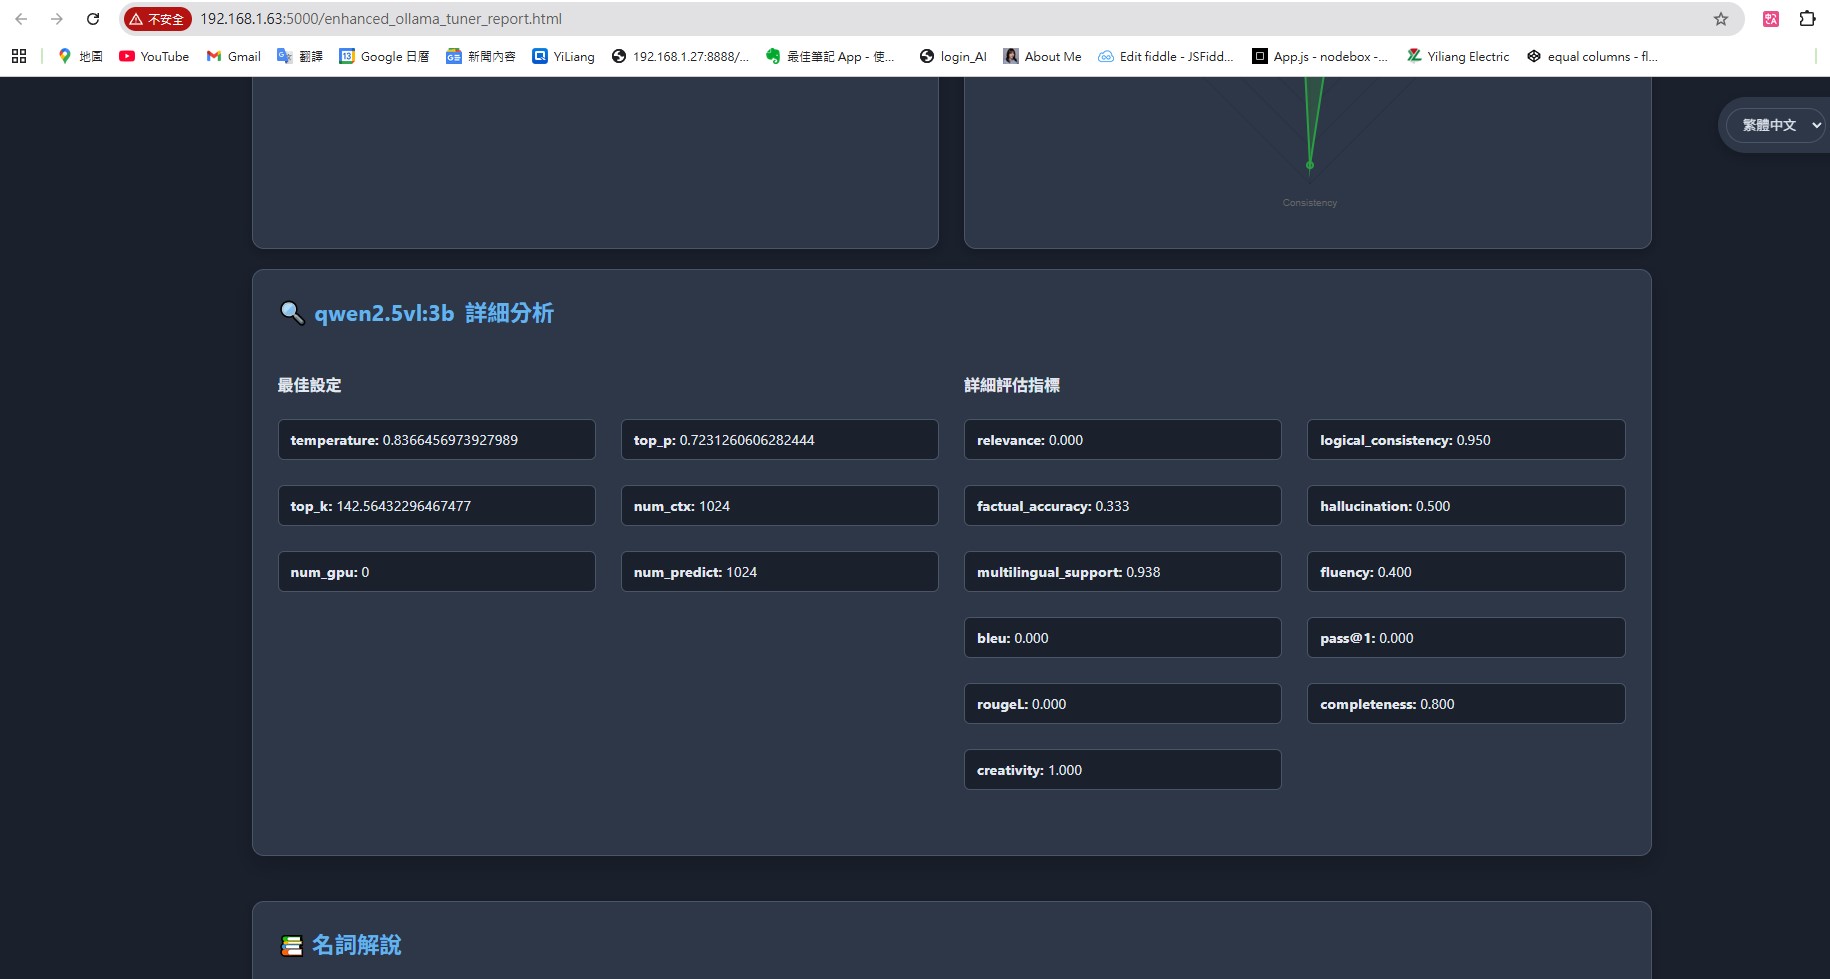 不安全
192.168.1.63:5000/enhanced_ollama_tuner_report.html
地圖
YouTube
Gmail
翻譯
Google 日曆
新聞內容
YiLiang
192.168.1.27:8888/...
最佳筆記 App - 使...
login_AI
About Me
Edit fiddle - JSFidd...
App.js - nodebox -...
Yiliang Electric
equal columns - fl...
繁體中文
Consistency
qwen2.5vl:3b 詳細分析
最佳設定
temperature: 0.8366456973927989
top_p: 0.7231260606282444
top_k: 142.56432296467477
num_ctx: 1024
num_gpu: 0
num_predict: 1024
詳細評估指標
relevance: 0.000
logical_consistency: 0.950
factual_accuracy: 0.333
hallucination: 0.500
multilingual_support: 0.938
fluency: 0.400
bleu: 0.000
pass@1: 0.000
rougeL: 0.000
completeness: 0.800
creativity: 1.000
名詞解說